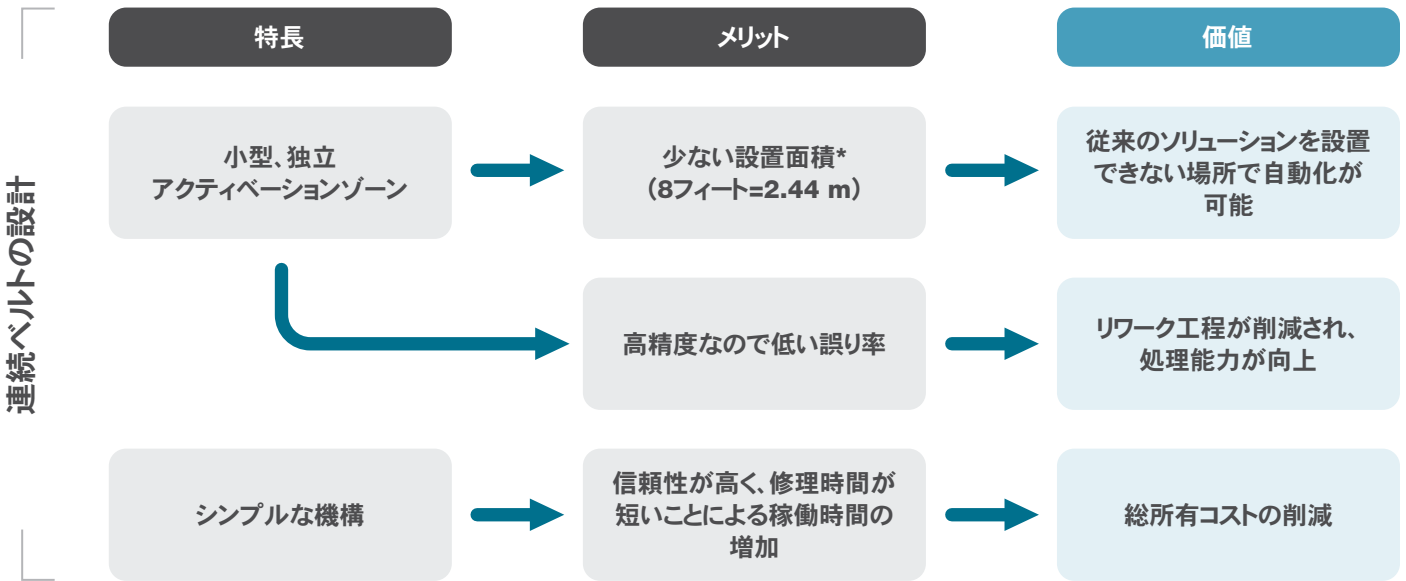 連続ベルトの設計
特長
メリット
価値
小型、独立
アクティベーションゾーン
少ない設置面積*
（8フィート=2.44 m）
従来のソリューションを設置
できない場所で自動化が
可能
高精度なので低い誤り率
リワーク工程が削減され、
処理能力が向上
シンプルな機構
信頼性が高く、修理時間が
短いことによる稼働時間の
増加
総所有コストの削減